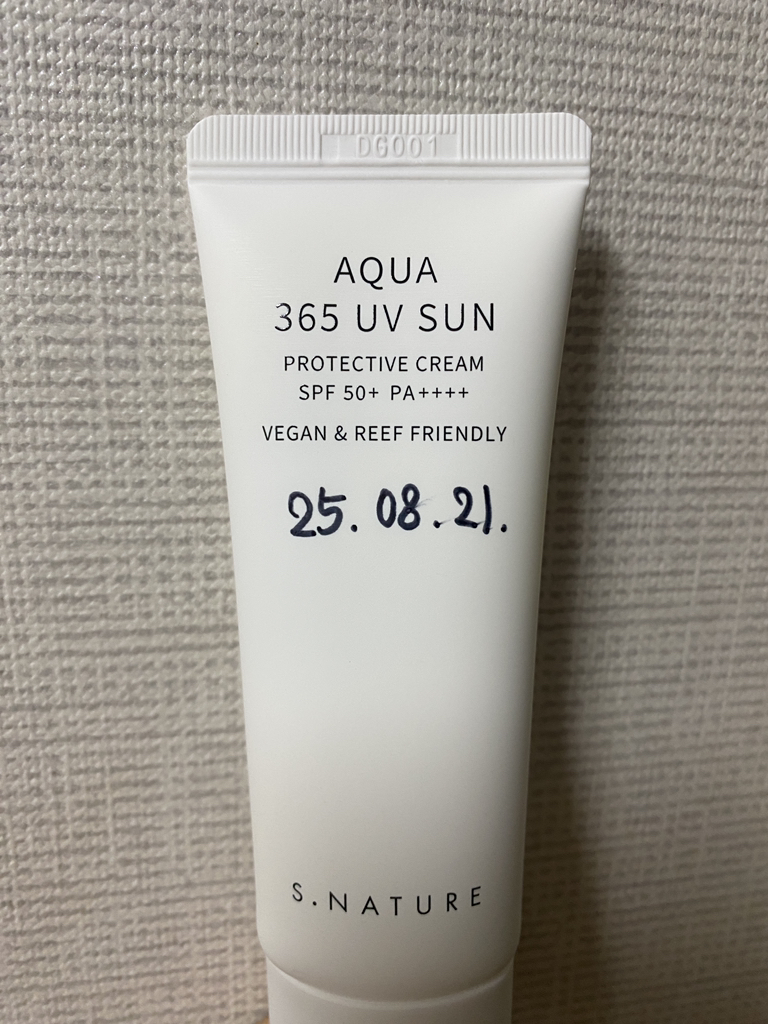 DG001
AQUA
365 UV SUN
PROTECTIVE CREAM
SPF 50+ PA++++
VEGAN & REEF FRIENDLY
25. 08. 21.
S.NATURE